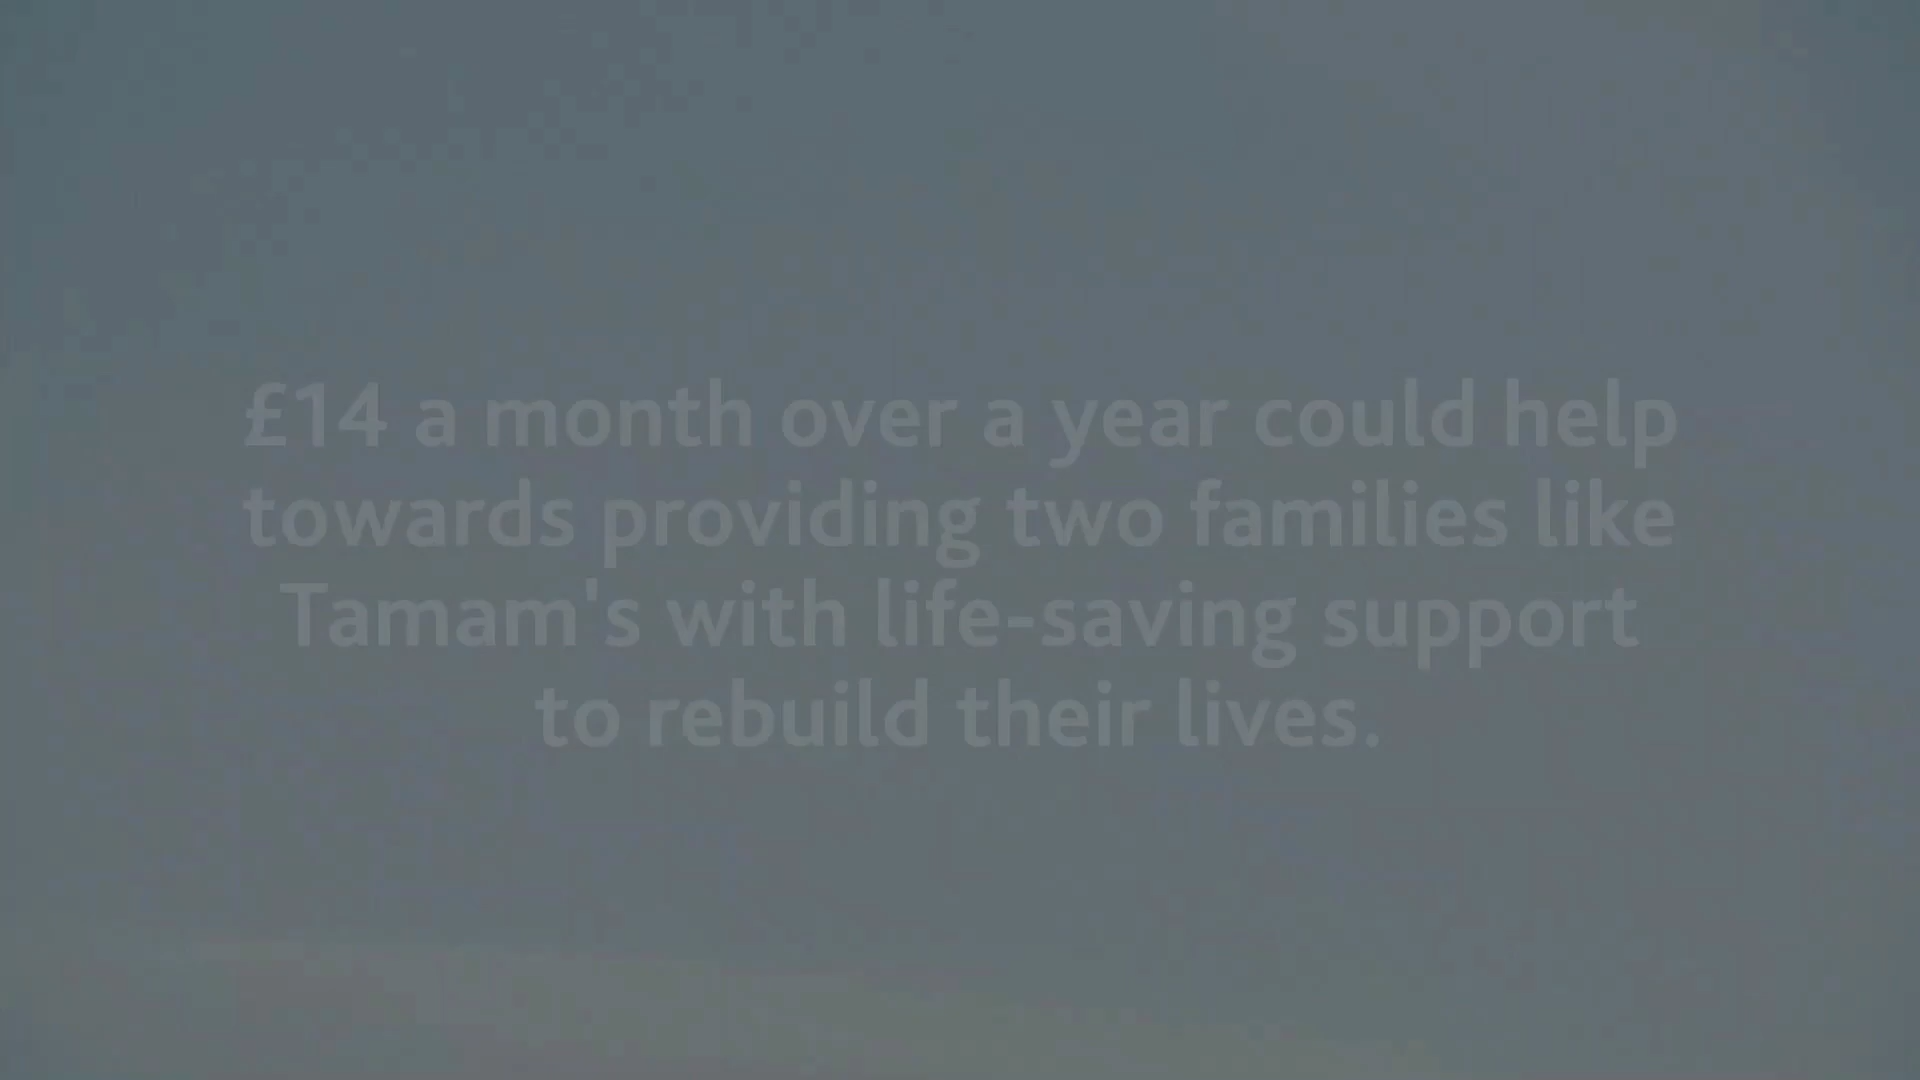 £14 a month over a year could help
towards providing two families like
Tamam's with life-saving support
to rebuild their lives.